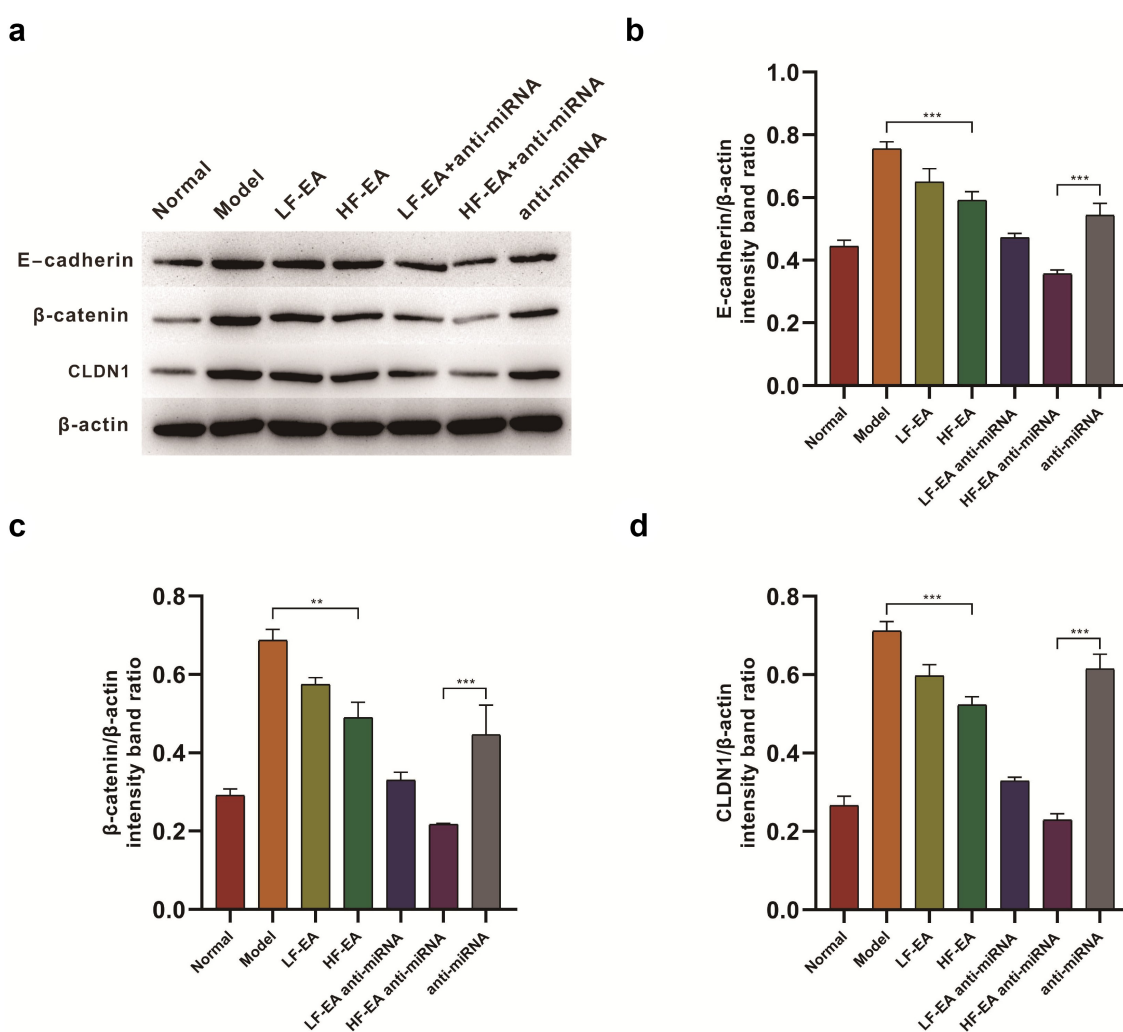 a
Normal
Model
LF-EA
HF-EA
LF-EA+anti-miRNA
HF-EA+anti-miRNA
anti-miRNA
E–cadherin
β-catenin
CLDN1
β-actin
b
E-cadherin/β-actin
intensity band ratio
1.0
0.8
0.6
0.4
0.2
0.0
***
***
Normal
Model
LF-EA
HF-EA
LF-EA anti-miRNA
HF-EA anti-miRNA
anti-miRNA
c
β-catenin/β-actin
intensity band ratio
0.8
0.6
0.4
0.2
0.0
**
***
Normal
Model
LF-EA
HF-EA
LF-EA anti-miRNA
HF-EA anti-miRNA
anti-miRNA
d
CLDN1/β-actin
intensity band ratio
0.8
0.6
0.4
0.2
0.0
***
***
Normal
Model
LF-EA
HF-EA
LF-EA anti-miRNA
HF-EA anti-miRNA
anti-miRNA